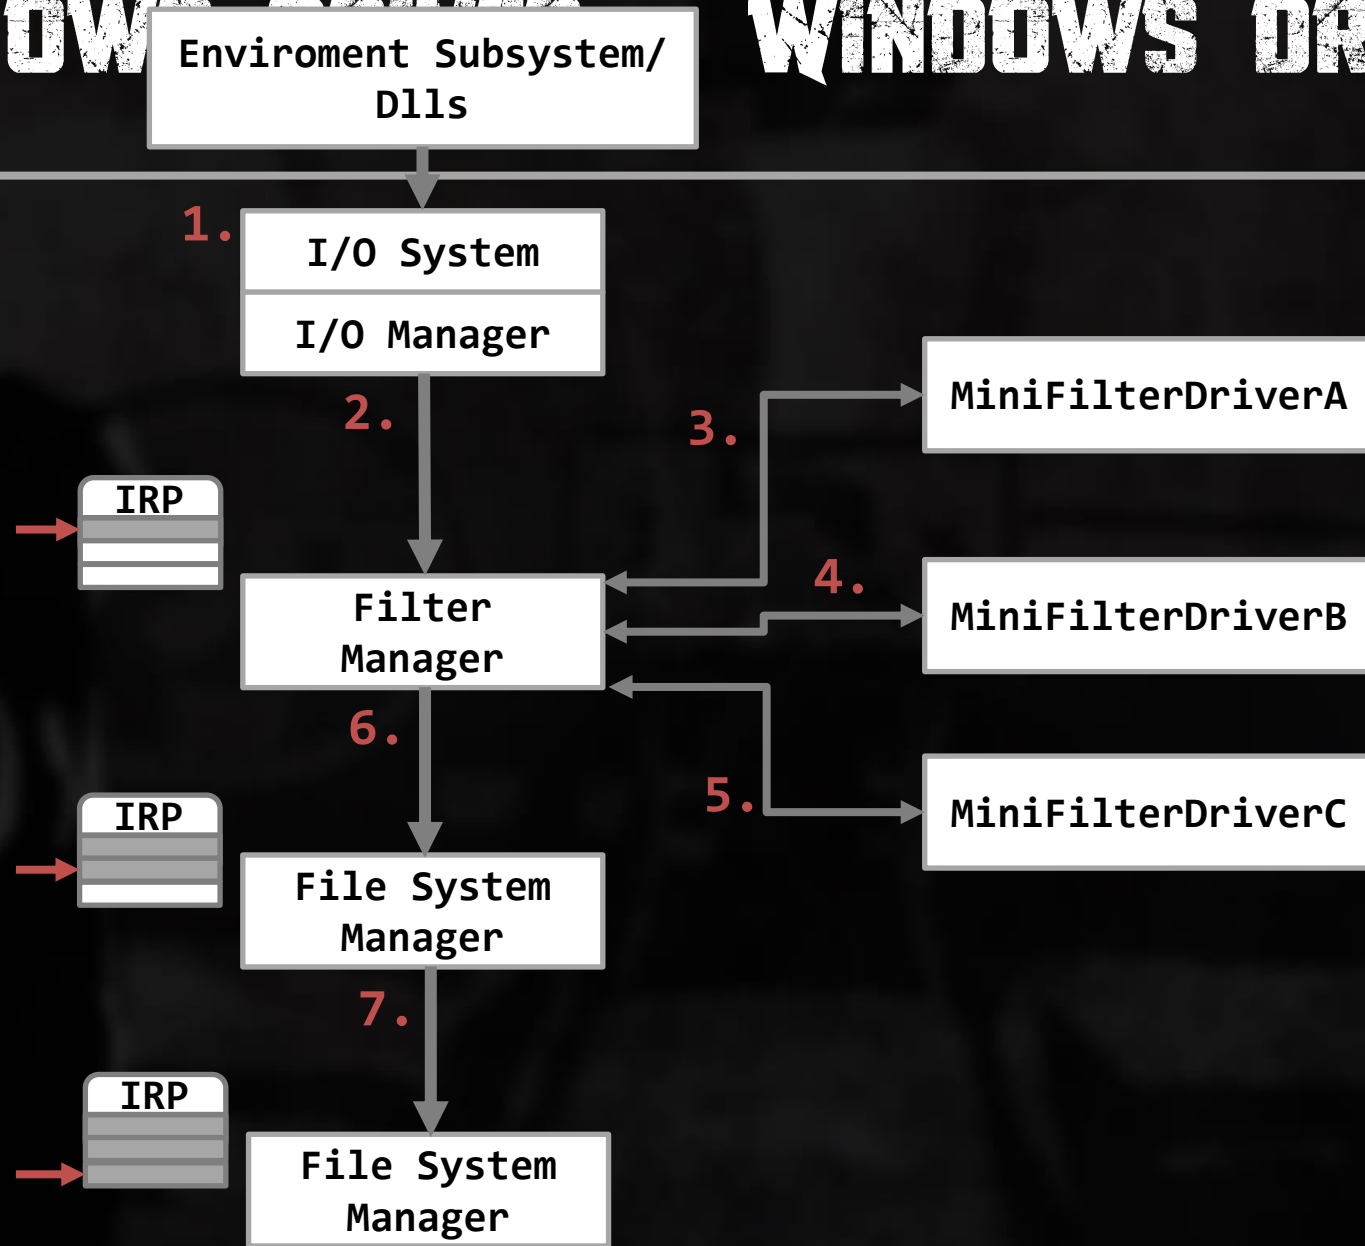 WINDOWS
Enviroment Subsystem/
Dlls
1.
I/O System
I/O Manager
2.
3.
MiniFilterDriverA
IRP
Filter
Manager
4.
MiniFilterDriverB
6.
5.
MiniFilterDriverC
IRP
File System
Manager
7.
IRP
File System
Manager